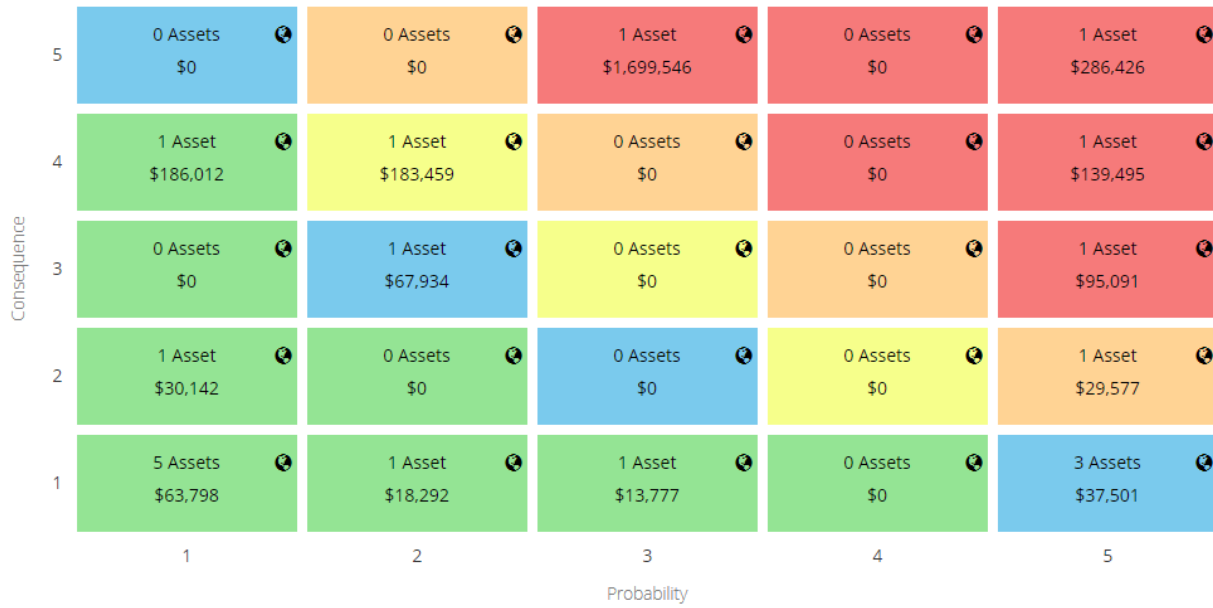 5
0 Assets
$0
0 Assets
$0
1 Asset
$1,699,546
0 Assets
$0
1 Asset
$286,426
4
1 Asset
$186,012
1 Asset
$183,459
0 Assets
$0
0 Assets
$0
1 Asset
$139,495
Consequence
3
0 Assets
$0
1 Asset
$67,934
0 Assets
$0
0 Assets
$0
1 Asset
$95,091
2
1 Asset
$30,142
0 Assets
$0
0 Assets
$0
0 Assets
$0
1 Asset
$29,577
1
5 Assets
$63,798
1 Asset
$18,292
1 Asset
$13,777
0 Assets
$0
3 Assets
$37,501
1
2
3
4
5
Probability